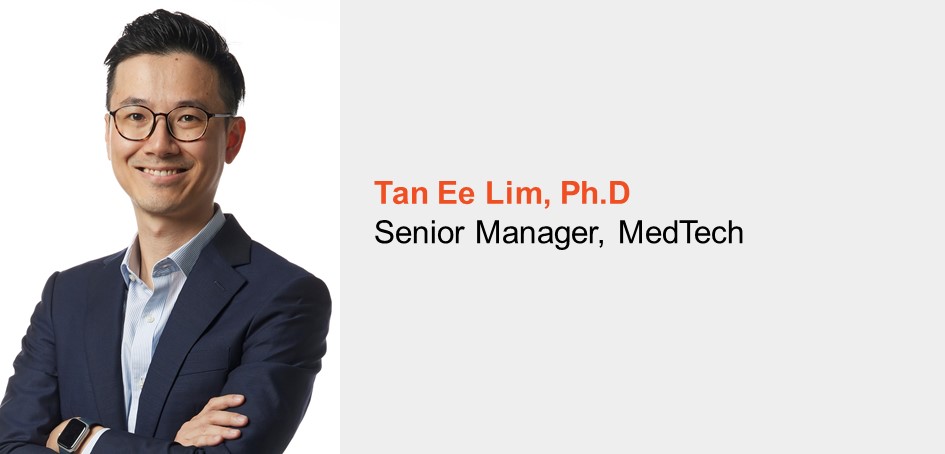 Tan Ee Lim, Ph.D
Senior Manager, MedTech